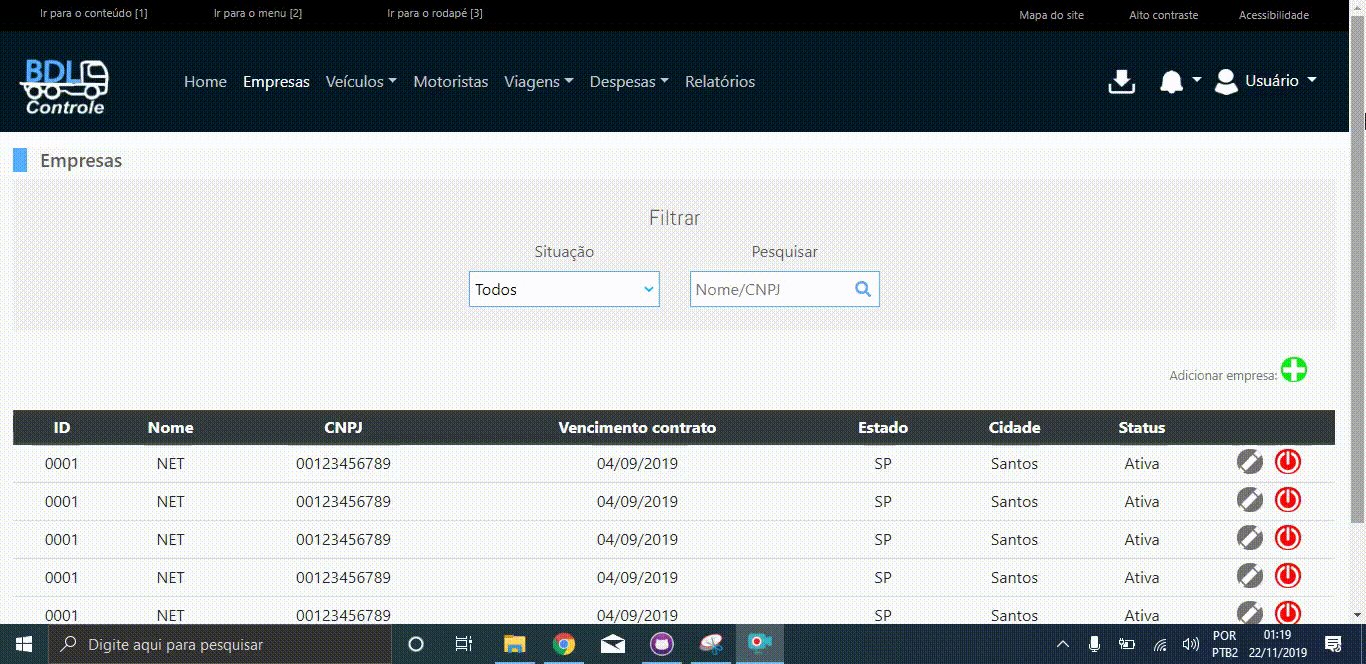 Ir para o conteúdo [1] Ir para o menu [2] Ir para o rodapé [3] Mapa do site Alto contraste Acessibilidade
BDL
Controle
Home Empresas Veículos Motoristas Viagens Despesas Relatórios Usuário
Empresas
Filtrar
Situação Pesquisar
Todos Nome/CNPJ
Adicionar empresa:
ID Nome CNPJ Vencimento contrato Estado Cidade Status
0001 NET 00123456789 04/09/2019 SP Santos Ativa
0001 NET 00123456789 04/09/2019 SP Santos Ativa
0001 NET 00123456789 04/09/2019 SP Santos Ativa
0001 NET 00123456789 04/09/2019 SP Santos Ativa
0001 NET 00123456789 04/09/2019 SP Santos Ativa
Digite aqui para pesquisar
POR 01:19
PTB2 22/11/2019